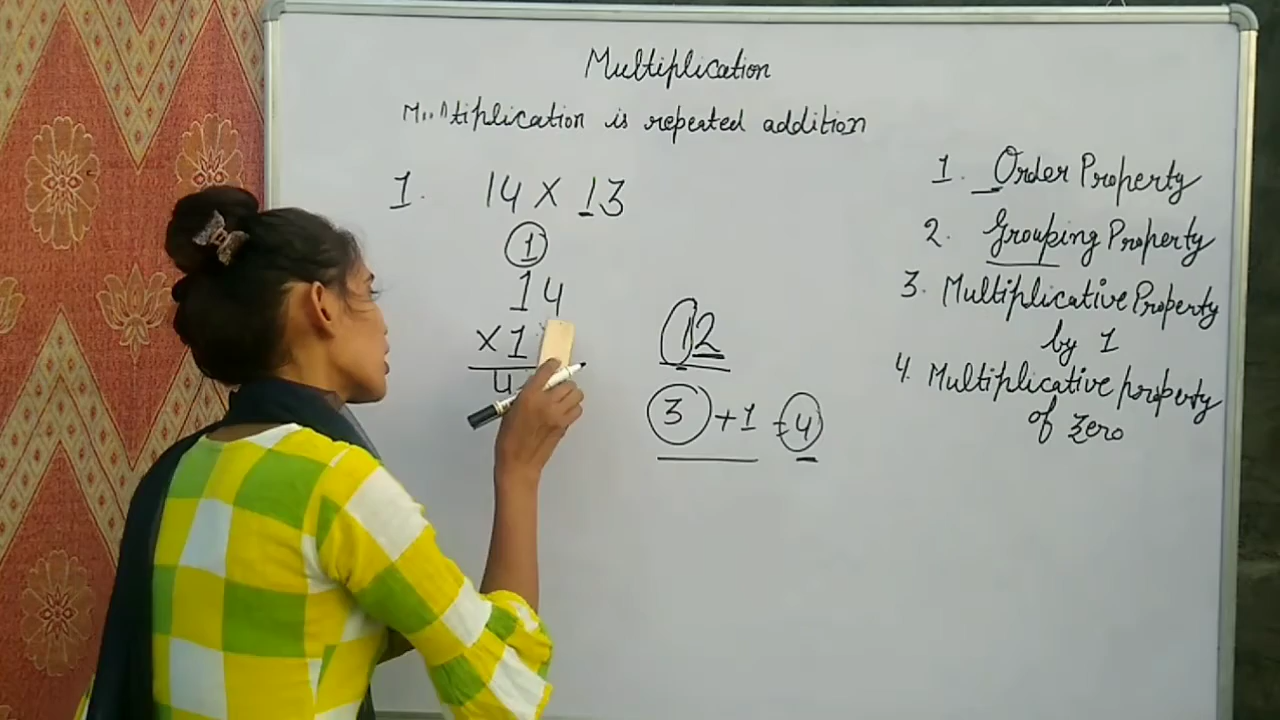 Multiplication
Multiplication is repeated addition
1. 14 x 13
1
14
x 1
4
12
3 + 1 = 4
1. Order Property
2. Grouping Property
3. Multiplicative Property
by 1
4. Multiplicative property
of Zero